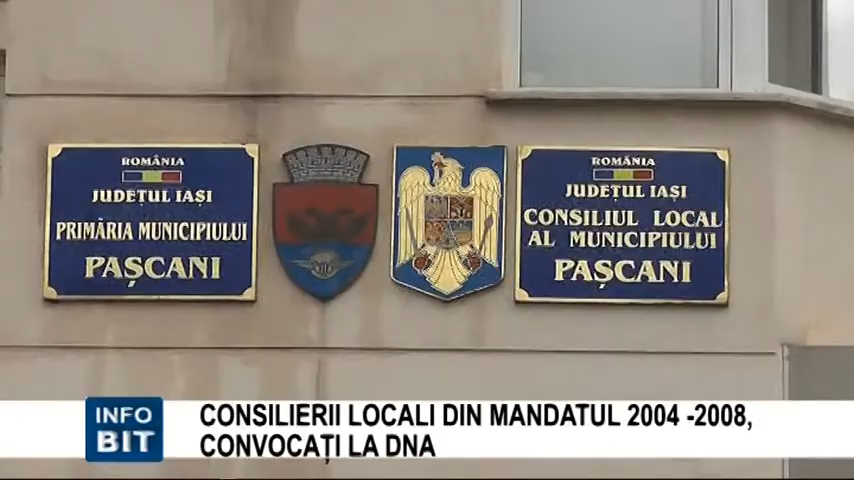 ROMÂNIA
JUDEȚUL IAȘI
PRIMĂRIA MUNICIPIULUI
PAȘCANI
ROMÂNIA
JUDEȚUL IAȘI
CONSILIUL LOCAL
AL MUNICIPIULUI
PAȘCANI
INFO
BIT
CONSILIERII LOCALI DIN MANDATUL 2004 -2008,
CONVOCAȚI LA DNA